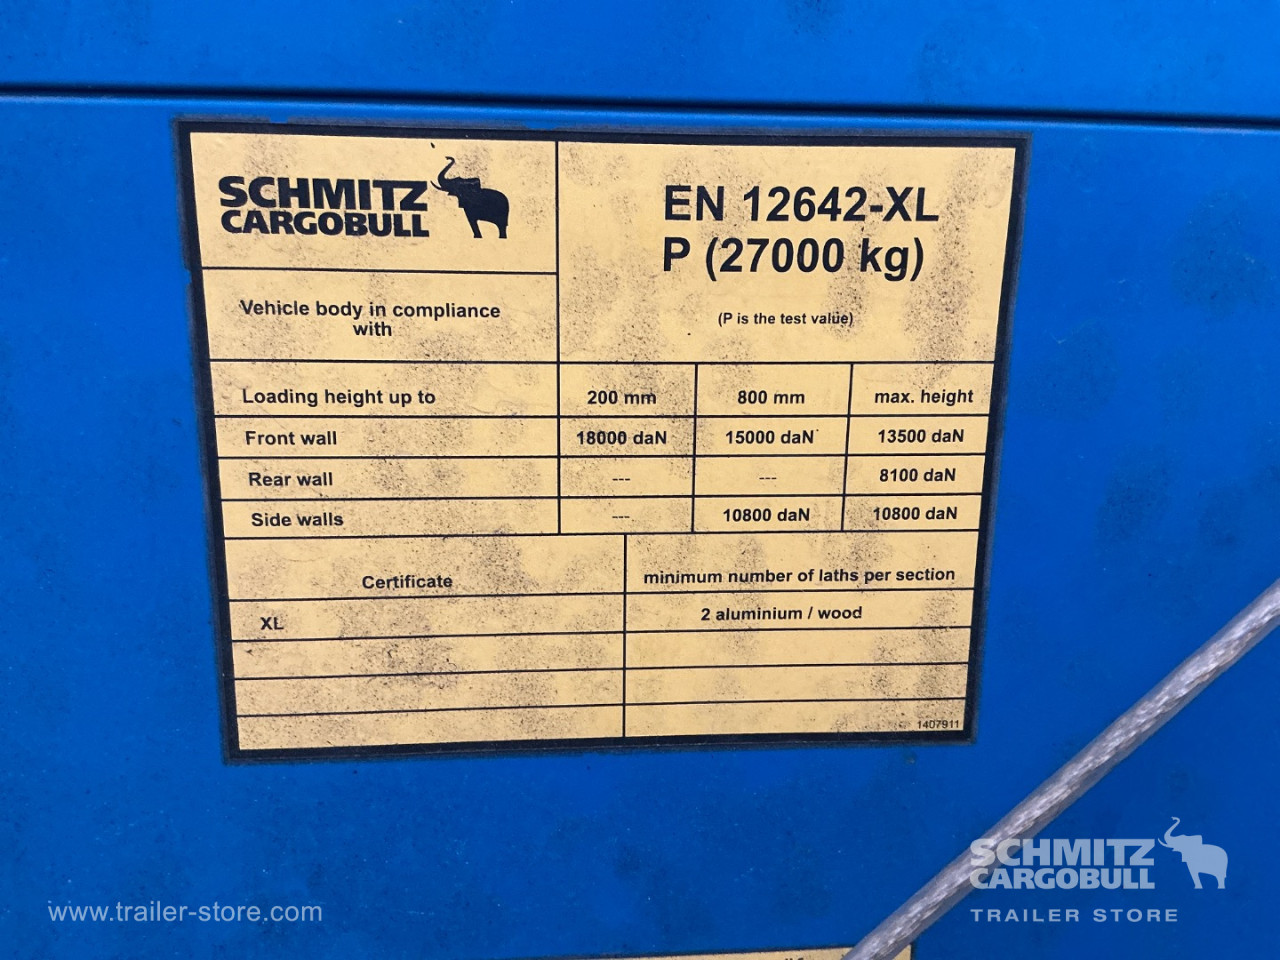 SCHMITZ
CARGOBULL
EN 12642-XL
P (27000 kg)
(P is the test value)
Vehicle body in compliance
with
Loading height up to 200 mm 800 mm max. height
Front wall 18000 daN 15000 daN 13500 daN
Rear wall --- --- 8100 daN
Side walls --- 10800 daN 10800 daN
Certificate minimum number of laths per section
XL 2 aluminium / wood
1407911
SCHMITZ
CARGOBULL
TRAILER STORE
www.trailer-store.com